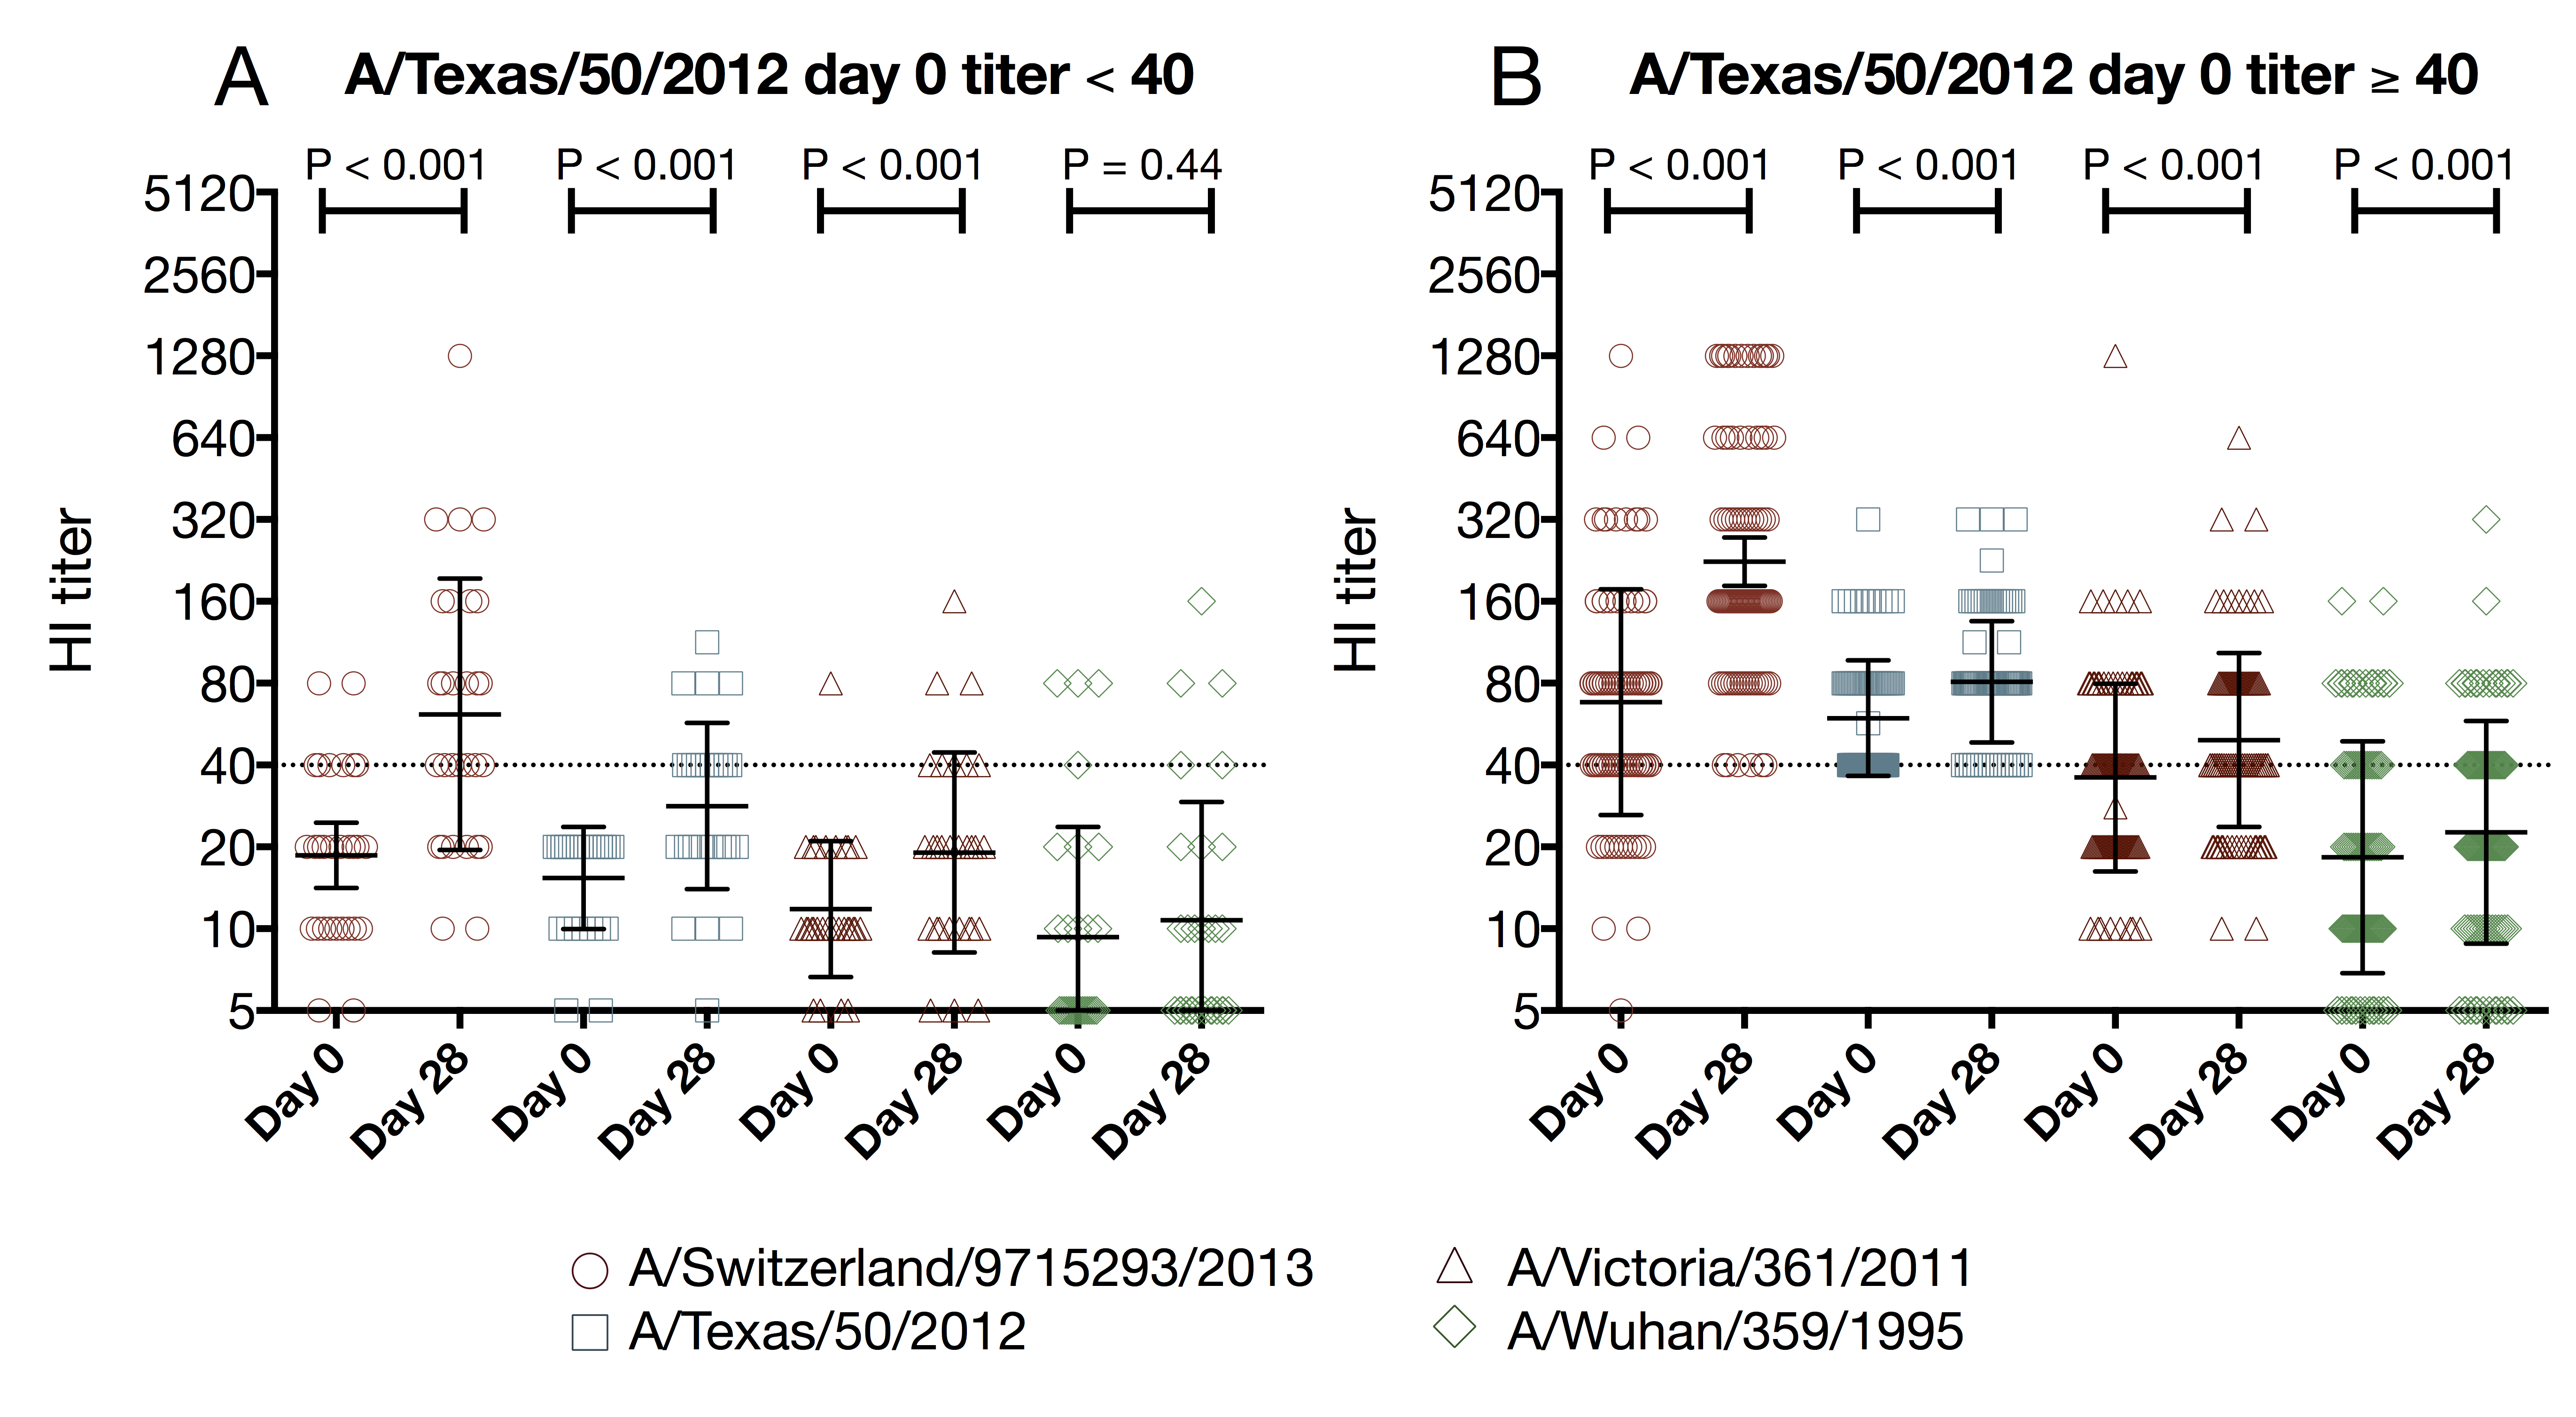 A A/Texas/50/2012 day 0 titer < 40
P < 0.001 P < 0.001 P < 0.001 P = 0.44
5120
2560
1280
640
320
160
80
40
20
10
5
HI titer
Day 0 Day 28 Day 0 Day 28 Day 0 Day 28 Day 0 Day 28
B A/Texas/50/2012 day 0 titer ≥ 40
P < 0.001 P < 0.001 P < 0.001 P < 0.001
5120
2560
1280
640
320
160
80
40
20
10
5
HI titer
Day 0 Day 28 Day 0 Day 28 Day 0 Day 28 Day 0 Day 28
A/Switzerland/9715293/2013
A/Texas/50/2012
A/Victoria/361/2011
A/Wuhan/359/1995